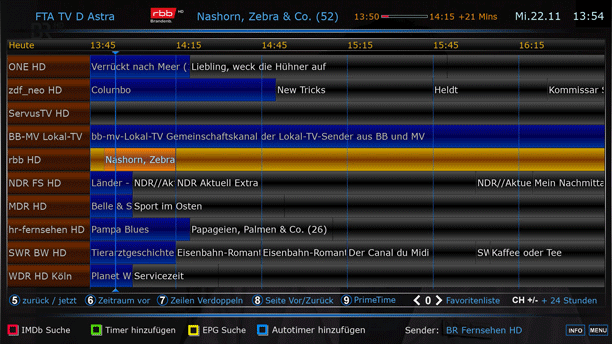 FTA TV D Astra rbb HD Brandenb. Nashorn, Zebra & Co. (52) 13:50 14:15 +21 Mins Mi.22.11 13:54
Heute 13:45 14:15 14:45 15:15 15:45 16:15
ONE HD Verrückt nach Meer ( Liebling, weck die Hühner auf
zdf_neo HD Columbo New Tricks Heldt Kommissar S
ServusTV HD
BB-MV Lokal-TV bb-mv-Lokal-TV Gemeinschaftskanal der Lokal-TV-Sender aus BB und MV
rbb HD Nashorn, Zebra
NDR FS HD Länder - NDR//Ak NDR Aktuell Extra NDR//Aktue Mein Nachmitta
MDR HD Belle & S Sport im Osten
hr-fernsehen HD Pampa Blues Papageien, Palmen & Co. (26)
SWR BW HD Tierarztgeschichte Eisenbahn-Romant Eisenbahn-Romant Der Canal du Midi SW Kaffee oder Tee
WDR HD Köln Planet W Servicezeit
5 zurück / jetzt 6 Zeitraum vor 7 Zeilen Verdoppeln 8 Seite Vor/Zurück 9 PrimeTime < 0 > Favoritenliste CH +/- + 24 Stunden
IMDb Suche Timer hinzufügen EPG Suche Autotimer hinzufügen Sender: BR Fernsehen HD INFO MENU